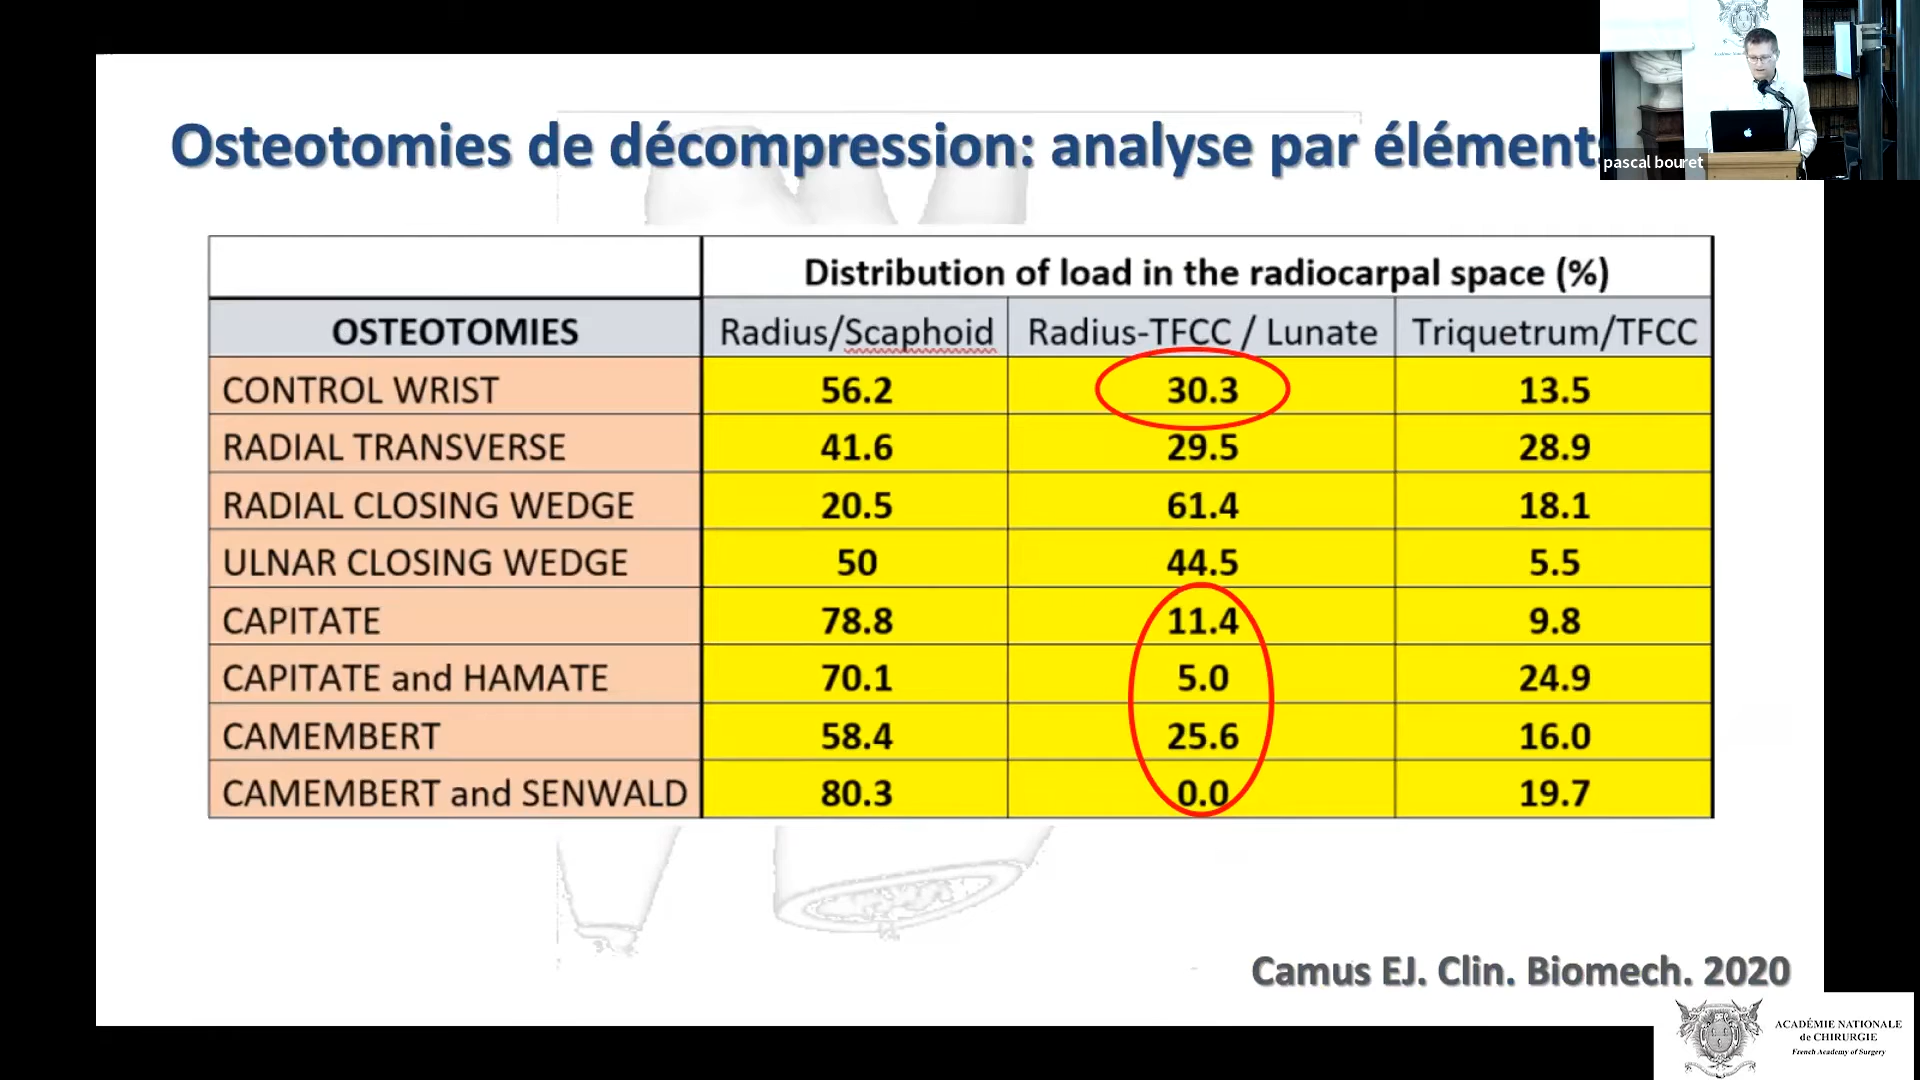 Osteotomies de décompression: analyse par élément
pascal bouret
Distribution of load in the radiocarpal space (%)
OSTEOTOMIES Radius/Scaphoid Radius-TFCC / Lunate Triquetrum/TFCC
CONTROL WRIST 56.2 30.3 13.5
RADIAL TRANSVERSE 41.6 29.5 28.9
RADIAL CLOSING WEDGE 20.5 61.4 18.1
ULNAR CLOSING WEDGE 50 44.5 5.5
CAPITATE 78.8 11.4 9.8
CAPITATE and HAMATE 70.1 5.0 24.9
CAMEMBERT 58.4 25.6 16.0
CAMEMBERT and SENWALD 80.3 0.0 19.7
Camus EJ. Clin. Biomech. 2020
ACADÉMIE NATIONALE
de CHIRURGIE
French Academy of Surgery